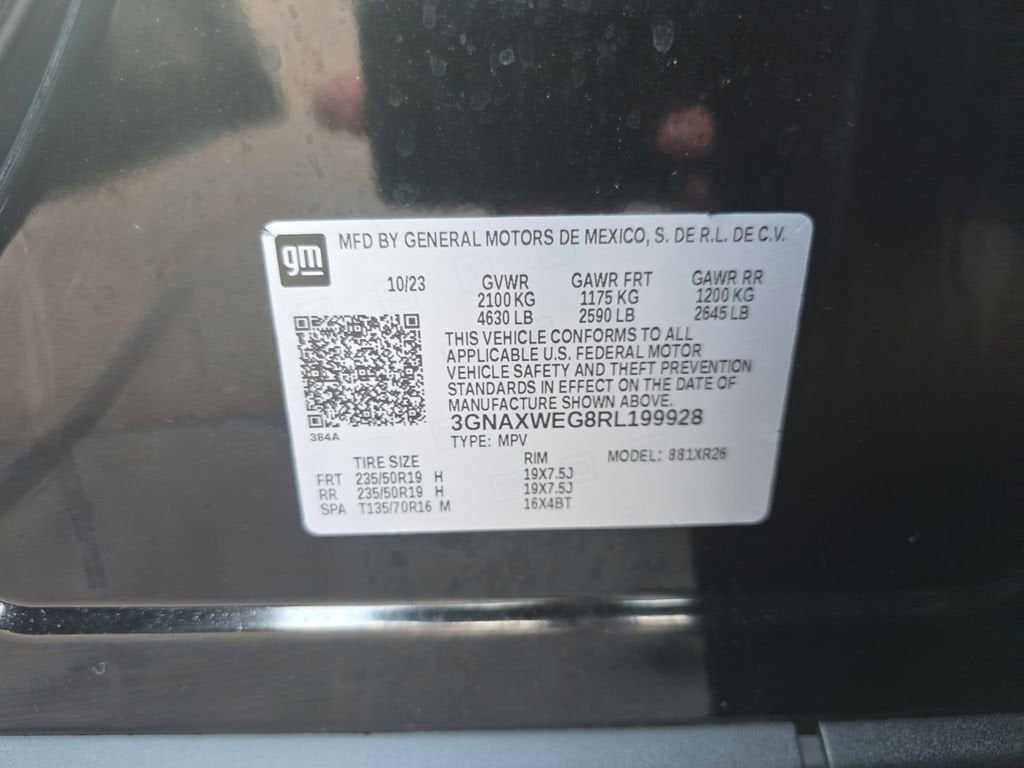 gm MFD BY GENERAL MOTORS DE MEXICO, S. DE R.L. DE C.V.
10/23 GVWR GAWR FRT GAWR RR
2100 KG 1175 KG 1200 KG
4630 LB 2590 LB 2645 LB
THIS VEHICLE CONFORMS TO ALL
APPLICABLE U.S. FEDERAL MOTOR
VEHICLE SAFETY AND THEFT PREVENTION
STANDARDS IN EFFECT ON THE DATE OF
MANUFACTURE SHOWN ABOVE.
3GNAXWEG8RL199928
384A
TYPE: MPV
TIRE SIZE RIM MODEL: 881XR26
FRT 235/50R19 H 19X7.5J
RR 235/50R19 H 19X7.5J
SPA T135/70R16 M 16X4BT